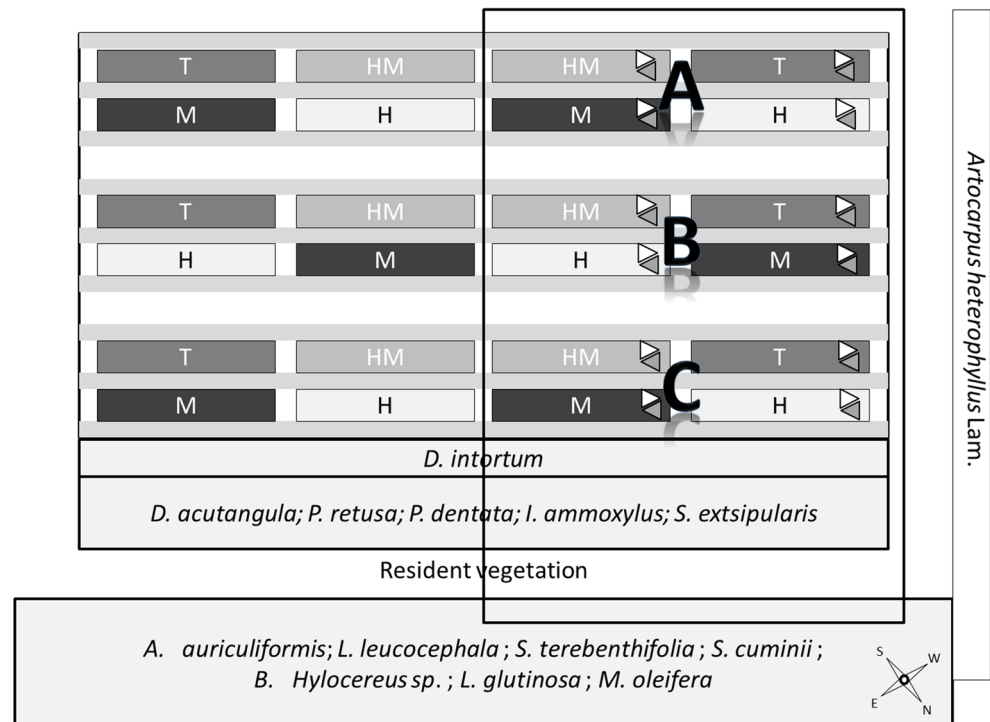 T HM HM T
A
M H M H
T HM HM T
B
H M H M
T HM HM T
C
M H M H
D. intortum
D. acutangula; P. retusa; P. dentata; I. ammoxylus; S. extsipularis
Resident vegetation
A. auriculiformis; L. leucocephala ; S. terebenthifolia ; S. cuminii ;
B. Hylocereus sp. ; L. glutinosa ; M. oleifera
Artocarpus heterophyllus Lam.
S W
E N